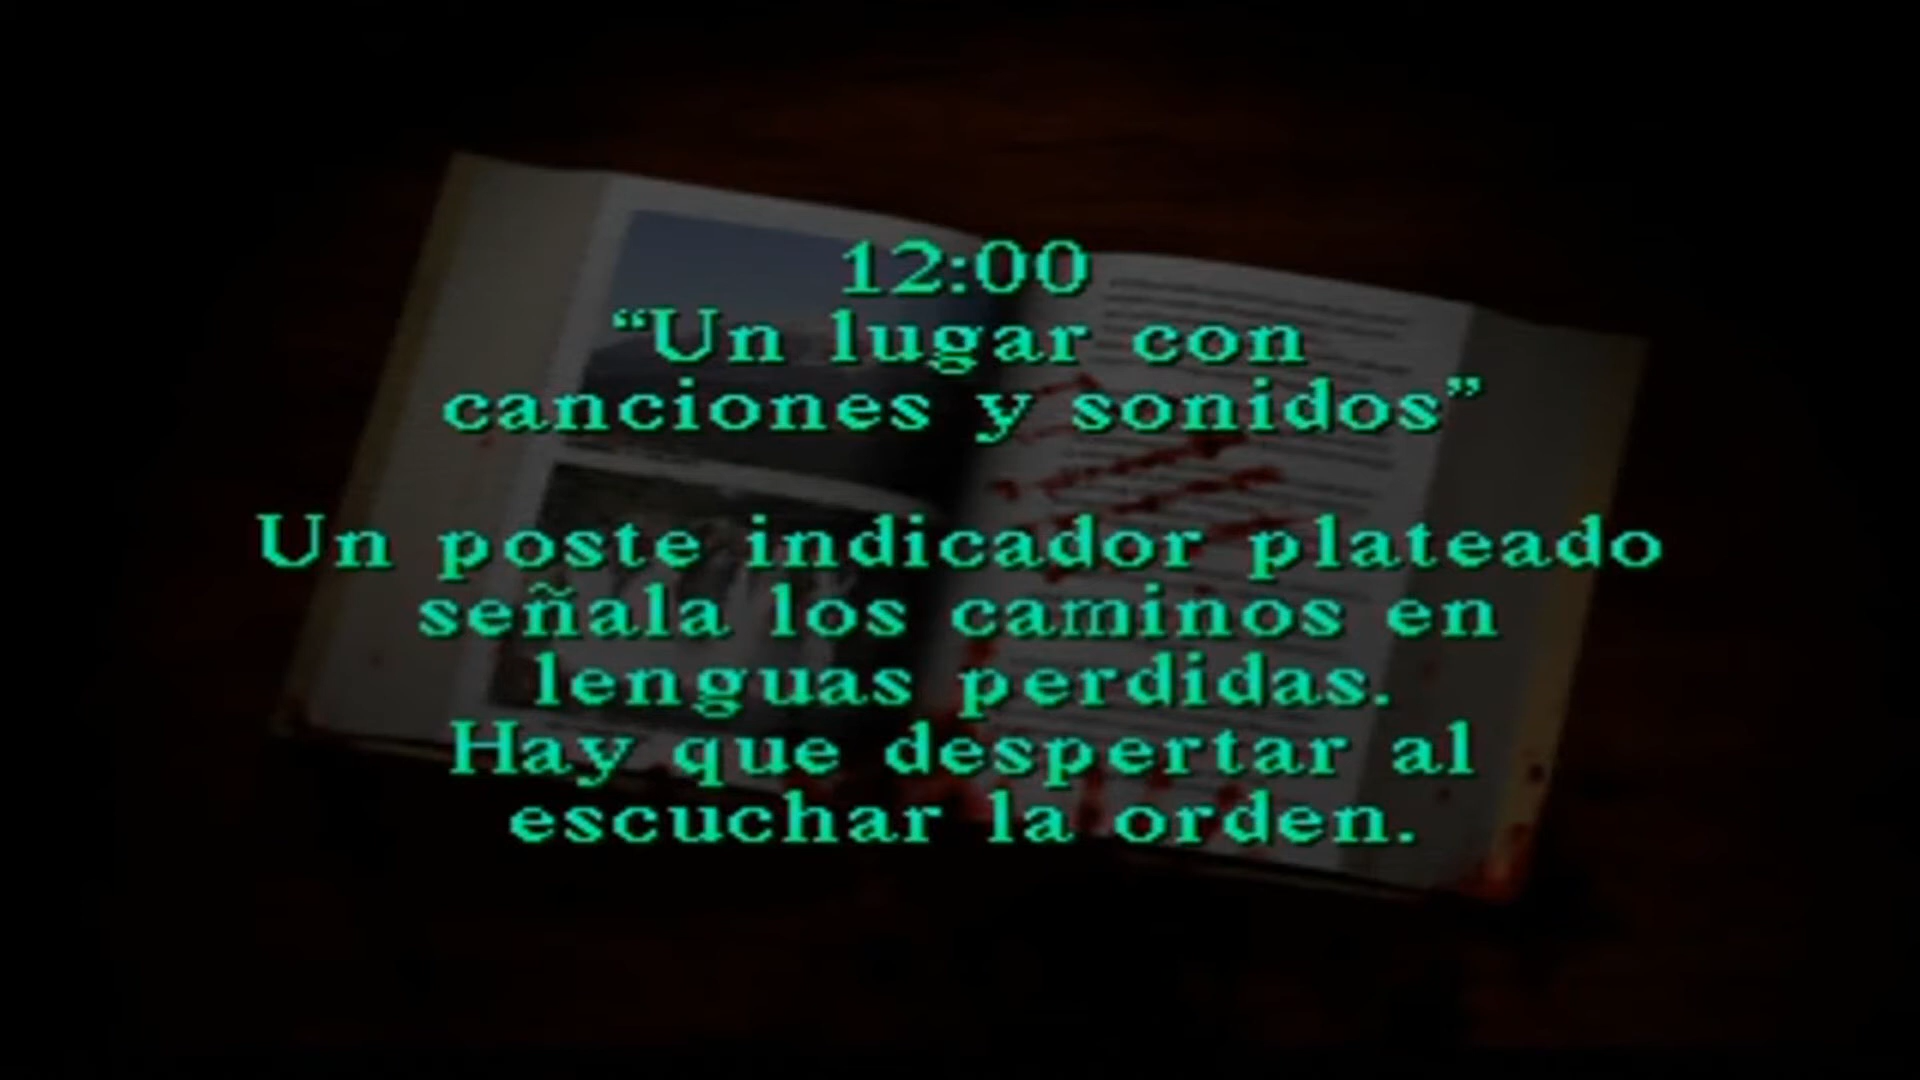 12:00
“Un lugar con
canciones y sonidos”
Un poste indicador plateado
señala los caminos en
lenguas perdidas.
Hay que despertar al
escuchar la orden.